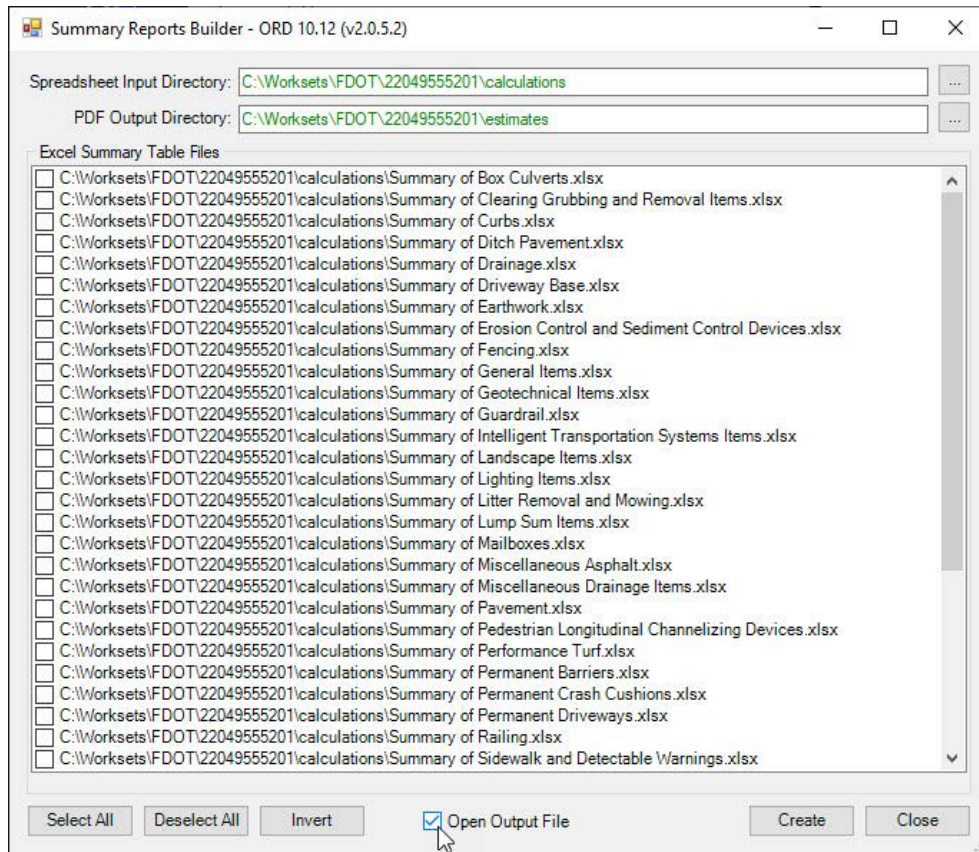 Summary Reports Builder - ORD 10.12 (v2.0.5.2)
Spreadsheet Input Directory: C:\Worksets\FDOT\22049555201\calculations ...
PDF Output Directory: C:\Worksets\FDOT\22049555201\estimates ...
Excel Summary Table Files
C:\Worksets\FDOT\22049555201\calculations\Summary of Box Culverts.xlsx
C:\Worksets\FDOT\22049555201\calculations\Summary of Clearing Grubbing and Removal Items.xlsx
C:\Worksets\FDOT\22049555201\calculations\Summary of Curbs.xlsx
C:\Worksets\FDOT\22049555201\calculations\Summary of Ditch Pavement.xlsx
C:\Worksets\FDOT\22049555201\calculations\Summary of Drainage.xlsx
C:\Worksets\FDOT\22049555201\calculations\Summary of Driveway Base.xlsx
C:\Worksets\FDOT\22049555201\calculations\Summary of Earthwork.xlsx
C:\Worksets\FDOT\22049555201\calculations\Summary of Erosion Control and Sediment Control Devices.xlsx
C:\Worksets\FDOT\22049555201\calculations\Summary of Fencing.xlsx
C:\Worksets\FDOT\22049555201\calculations\Summary of General Items.xlsx
C:\Worksets\FDOT\22049555201\calculations\Summary of Geotechnical Items.xlsx
C:\Worksets\FDOT\22049555201\calculations\Summary of Guardrail.xlsx
C:\Worksets\FDOT\22049555201\calculations\Summary of Intelligent Transportation Systems Items.xlsx
C:\Worksets\FDOT\22049555201\calculations\Summary of Landscape Items.xlsx
C:\Worksets\FDOT\22049555201\calculations\Summary of Lighting Items.xlsx
C:\Worksets\FDOT\22049555201\calculations\Summary of Litter Removal and Mowing.xlsx
C:\Worksets\FDOT\22049555201\calculations\Summary of Lump Sum Items.xlsx
C:\Worksets\FDOT\22049555201\calculations\Summary of Mailboxes.xlsx
C:\Worksets\FDOT\22049555201\calculations\Summary of Miscellaneous Asphalt.xlsx
C:\Worksets\FDOT\22049555201\calculations\Summary of Miscellaneous Drainage Items.xlsx
C:\Worksets\FDOT\22049555201\calculations\Summary of Pavement.xlsx
C:\Worksets\FDOT\22049555201\calculations\Summary of Pedestrian Longitudinal Channelizing Devices.xlsx
C:\Worksets\FDOT\22049555201\calculations\Summary of Performance Turf.xlsx
C:\Worksets\FDOT\22049555201\calculations\Summary of Permanent Barriers.xlsx
C:\Worksets\FDOT\22049555201\calculations\Summary of Permanent Crash Cushions.xlsx
C:\Worksets\FDOT\22049555201\calculations\Summary of Permanent Driveways.xlsx
C:\Worksets\FDOT\22049555201\calculations\Summary of Railing.xlsx
C:\Worksets\FDOT\22049555201\calculations\Summary of Sidewalk and Detectable Warnings.xlsx
Select All Deselect All Invert Open Output File Create Close